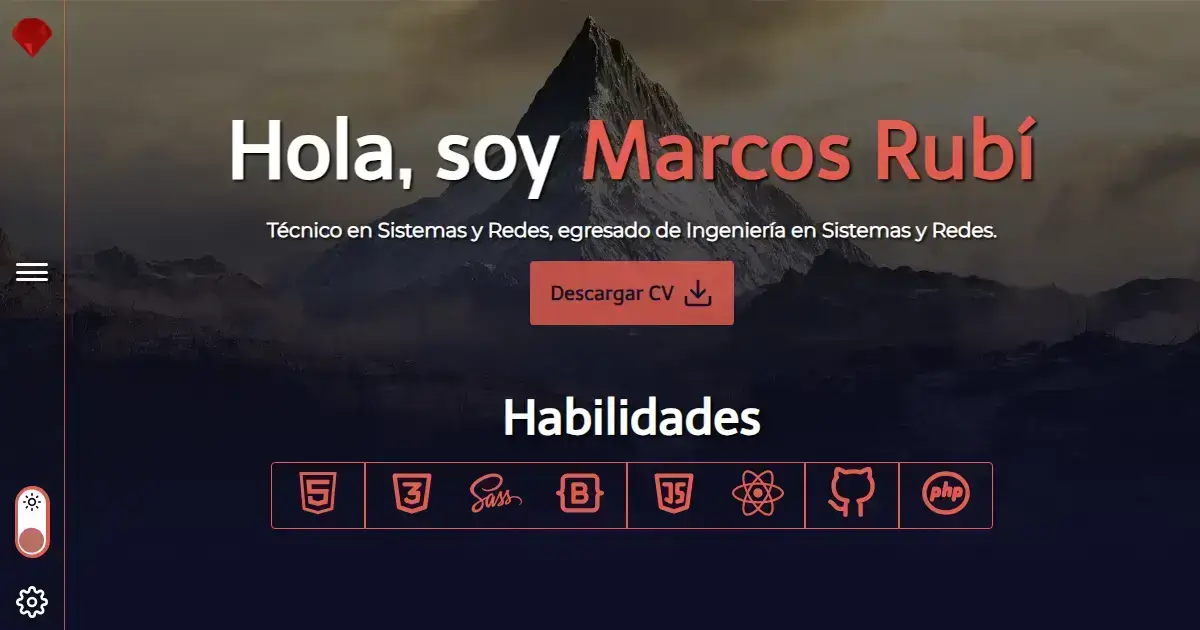 Hola, soy Marcos Rubí
Técnico en Sistemas y Redes, egresado de Ingeniería en Sistemas y Redes.
Descargar CV
Habilidades
5 3 Sass B JS php